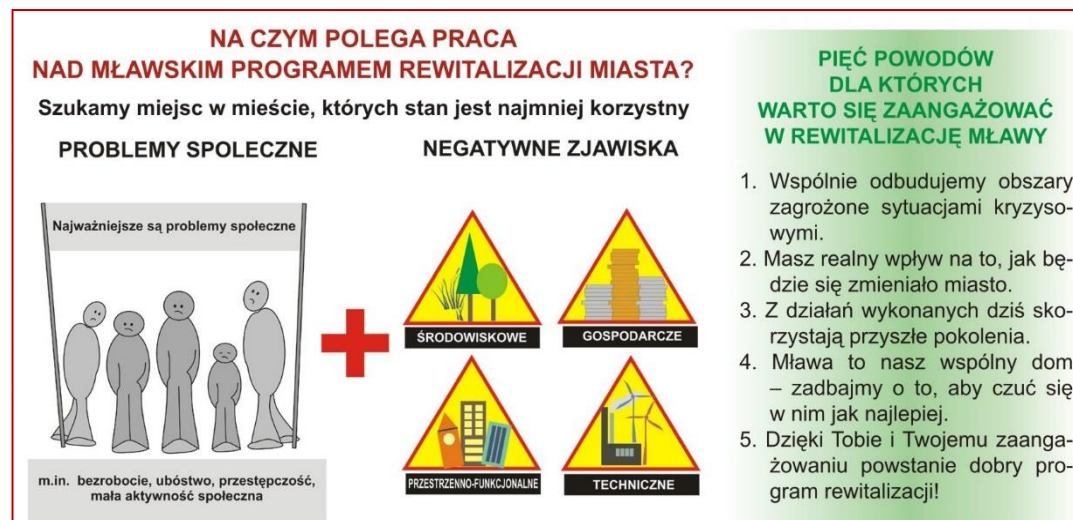 NA CZYM POLEGA PRACA
NAD MŁAWSKIM PROGRAMEM REWITALIZACJI MIASTA?
Szukamy miejsc w mieście, których stan jest najmniej korzystny
PROBLEMY SPOŁECZNE
Najważniejsze są problemy społeczne
m.in. bezrobocie, ubóstwo, przestępczość,
mała aktywność społeczna
NEGATYWNE ZJAWISKA
ŚRODOWISKOWE
GOSPODARCZE
PRZESTRZENNO-FUNKCJONALNE
TECHNICZNE
PIĘĆ POWODÓW
DLA KTÓRYCH
WARTO SIĘ ZAANGAŻOWAĆ
W REWITALIZACJĘ MŁAWY
1. Wspólnie odbudujemy obszary
zagrożone sytuacjami kryzyso-
wymi.
2. Masz realny wpływ na to, jak bę-
dzie się zmieniało miasto.
3. Z działań wykonanych dziś sko-
rzystają przyszłe pokolenia.
4. Mława to nasz wspólny dom
– zadbajmy o to, aby czuć się
w nim jak najlepiej.
5. Dzięki Tobie i Twojemu zaanga-
żowaniu powstanie dobry pro-
gram rewitalizacji!